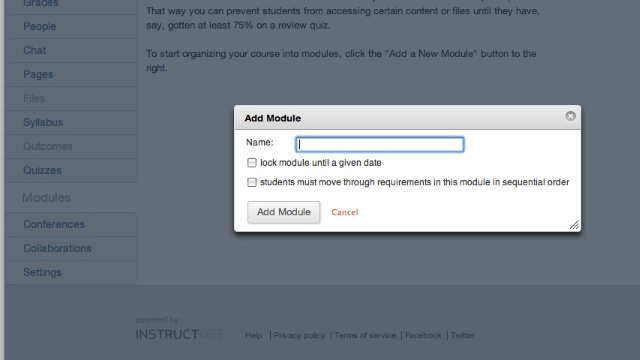 Grades
People
Chat
Pages
Files
Syllabus
Outcomes
Quizzes
Modules
Conferences
Collaborations
Settings
That way you can prevent students from accessing certain content or files until they have,
say, gotten at least 75% on a review quiz.
To start organizing your course into modules, click the "Add a New Module" button to the
right.
Add Module
Name:
lock module until a given date
students must move through requirements in this module in sequential order
Add Module Cancel
powered by
INSTRUCTURE
Help | Privacy policy | Terms of service | Facebook | Twitter